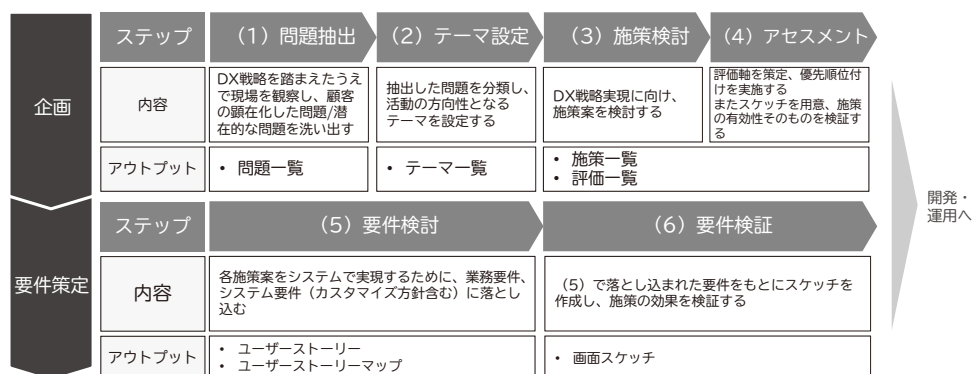 ステップ
(1)問題抽出
(2)テーマ設定
(3)施策検討
(4)アセスメント
企画
内容
DX戦略を踏まえたうえ
で現場を観察し、顧客
の顕在化した問題/潜
在的な問題を洗い出す
抽出した問題を分類し、
活動の方向性となる
テーマを設定する
DX戦略実現に向け、
施策案を検討する
評価軸を策定、優先順位付
けを実施する
またスケッチを用意、施策
の有効性そのものを検証す
る
アウトプット
• 問題一覧
• テーマ一覧
• 施策一覧
• 評価一覧
ステップ
(5)要件検討
(6)要件検証
要件策定
内容
各施策案をシステムで実現するために、業務要件、
システム要件(カスタマイズ方針含む)に落とし
込む
(5)で落とし込まれた要件をもとにスケッチを
作成し、施策の効果を検証する
アウトプット
• ユーザーストーリー
• ユーザーストーリーマップ
• 画面スケッチ
開発・
運用へ